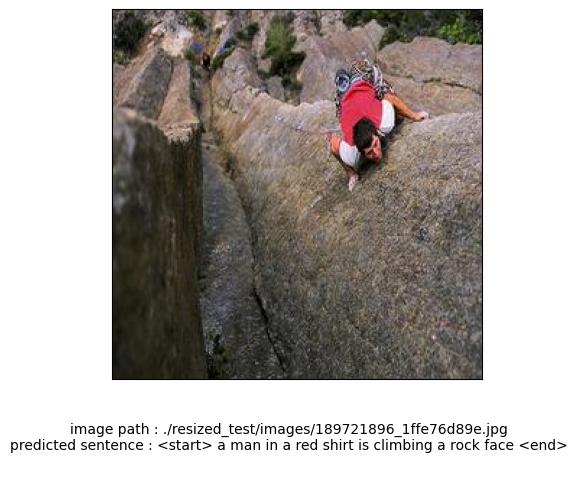 image path : ./resized_test/images/189721896_1ffe76d89e.jpg
predicted sentence : <start> a man in a red shirt is climbing a rock face <end>